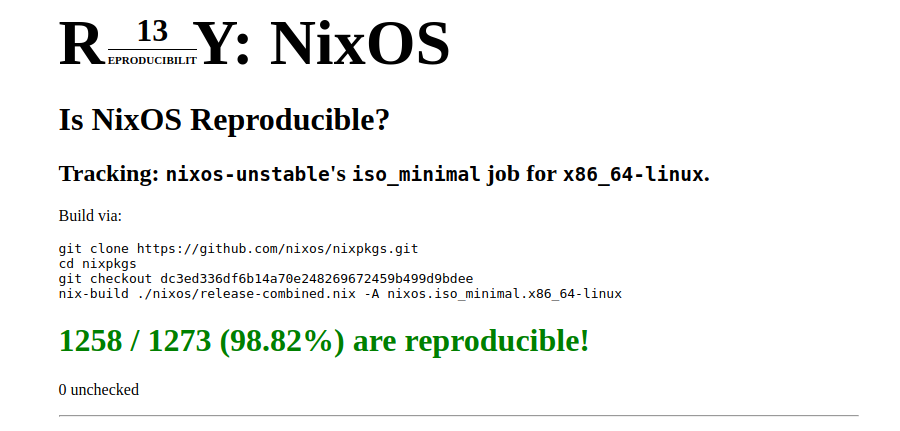 R 13 EPRODUCIBILIT Y: NixOS
Is NixOS Reproducible?
Tracking: nixos-unstable's iso_minimal job for x86_64-linux.
Build via:
git clone https://github.com/nixos/nixpkgs.git
cd nixpkgs
git checkout dc3ed336df6b14a70e248269672459b499d9bdee
nix-build ./nixos/release-combined.nix -A nixos.iso_minimal.x86_64-linux
1258 / 1273 (98.82%) are reproducible!
0 unchecked